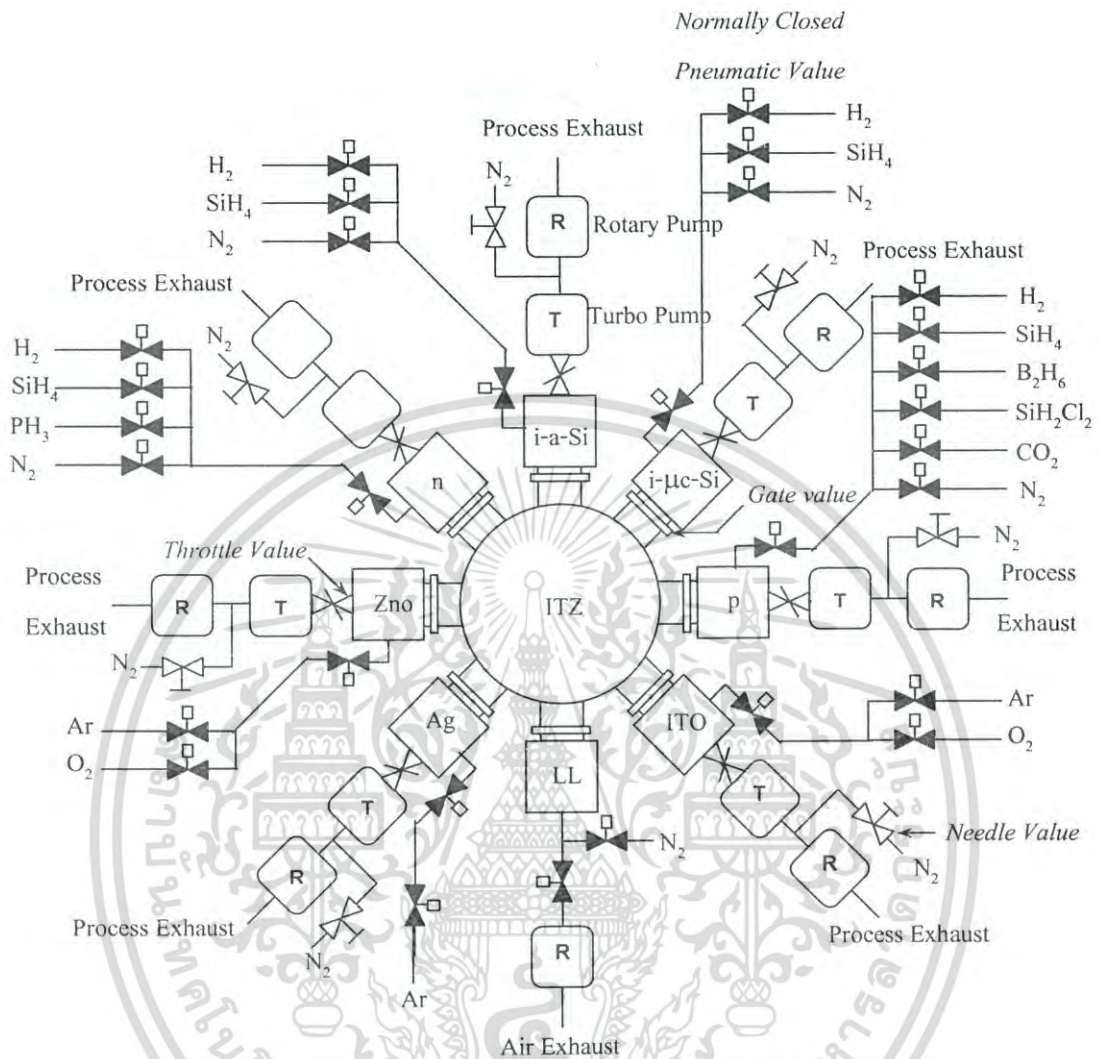 Normally Closed
Pneumatic Value
H₂
SiH₄
N₂
Process Exhaust
N₂
R
Rotary Pump
T
Turbo Pump
H₂
SiH₄
N₂
Process Exhaust
N₂
H₂
SiH₄
PH₃
N₂
n
i-a-Si
i-μc-Si
T
R
N₂
Process Exhaust
H₂
SiH₄
B₂H₆
SiH₂Cl₂
CO₂
N₂
Gate value
Throttle Value
Process
Exhaust
R
T
Zno
N₂
ITZ
p
T
R
N₂
Process
Exhaust
Ar
O₂
Ag
T
R
Process Exhaust
N₂
Ar
LL
N₂
R
Air Exhaust
ITO
Ar
O₂
T
R
Needle Value
N₂
Process Exhaust